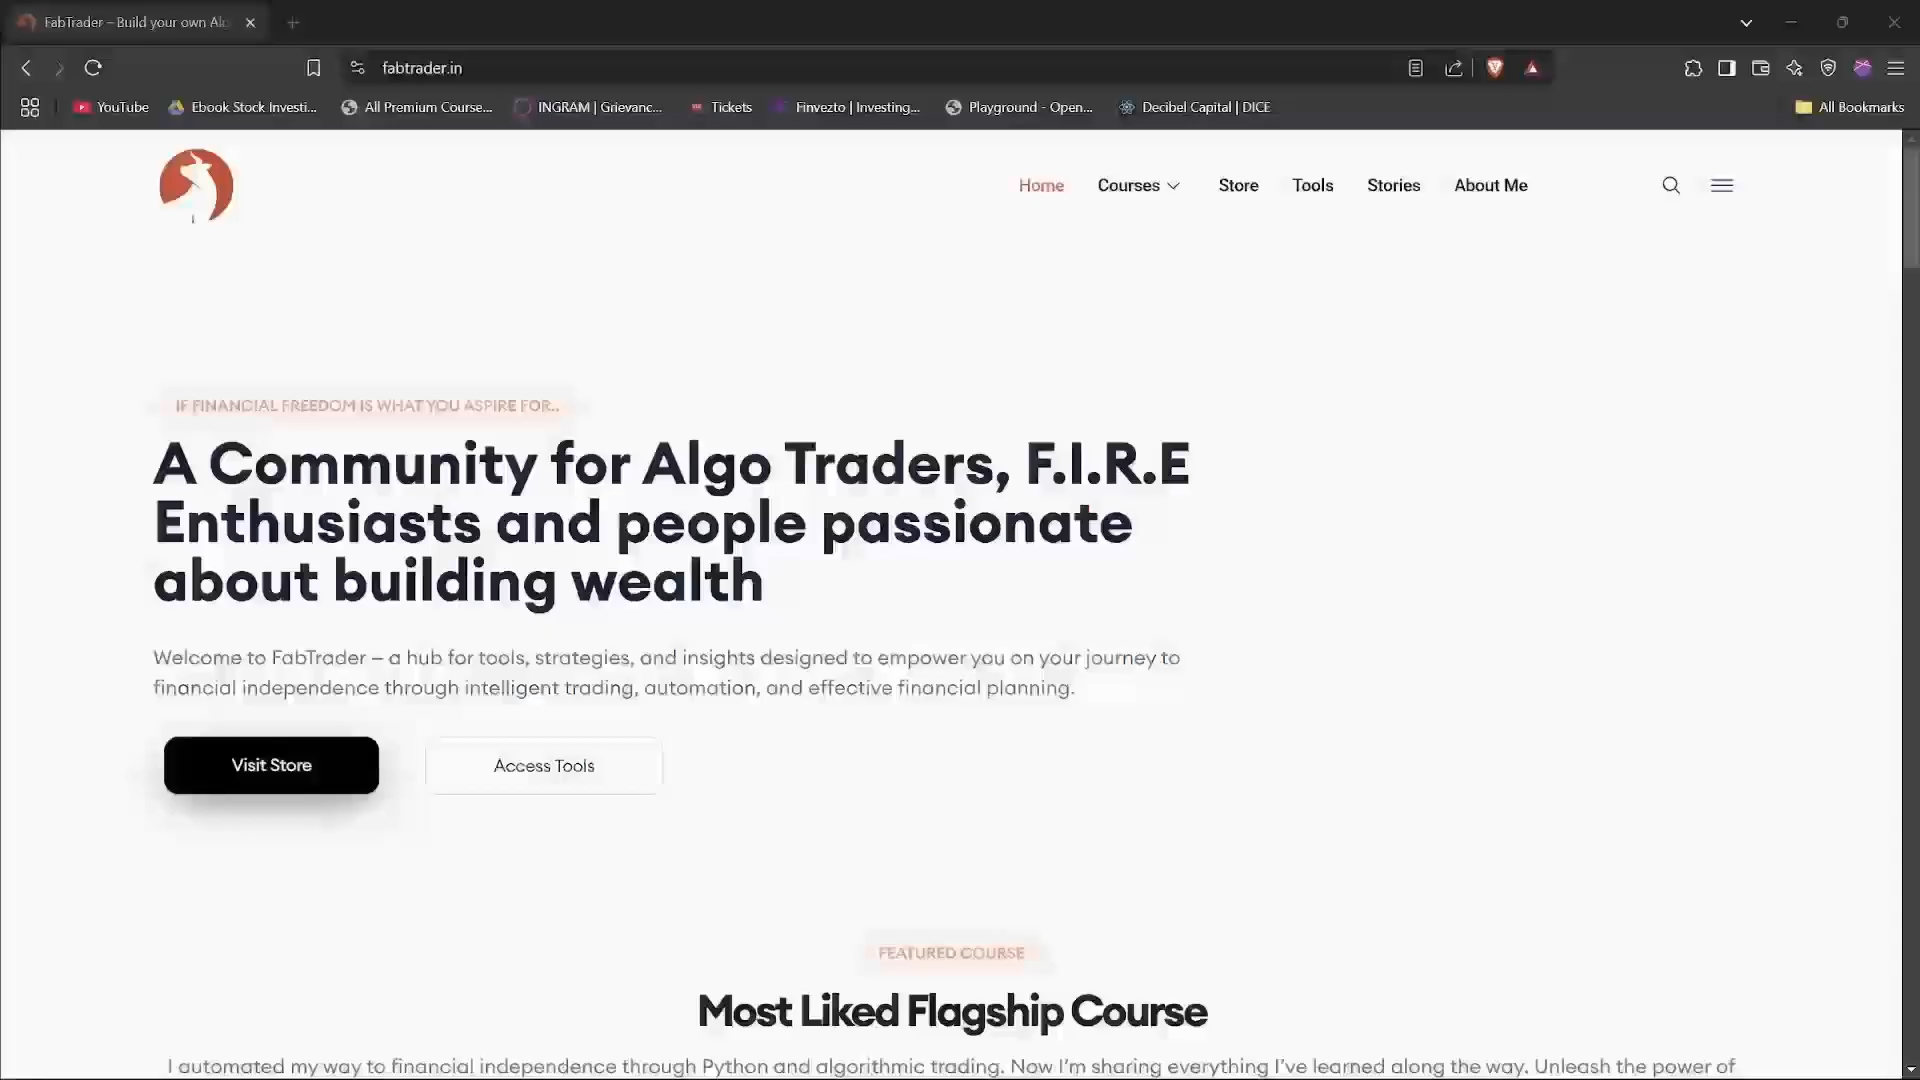 FabTrader – Build your own Al
fabtrader.in
YouTube
Ebook Stock Investi...
All Premium Course...
INGRAM | Grievanc...
Tickets
Finvezto | Investing...
Playground - Open...
Decibel Capital | DICE
All Bookmarks
Home
Courses
Store
Tools
Stories
About Me
IF FINANCIAL FREEDOM IS WHAT YOU ASPIRE FOR..
A Community for Algo Traders, F.I.R.E
Enthusiasts and people passionate
about building wealth
Welcome to FabTrader – a hub for tools, strategies, and insights designed to empower you on your journey to
financial independence through intelligent trading, automation, and effective financial planning.
Visit Store
Access Tools
FEATURED COURSE
Most Liked Flagship Course
I automated my way to financial independence through Python and algorithmic trading. Now I'm sharing everything I've learned along the way. Unleash the power of